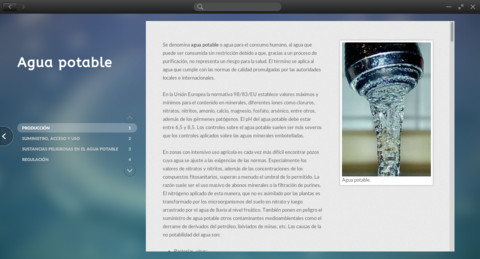 Agua potable
PRODUCCIÓN 1
SUMINISTRO, ACCESO Y USO 2
SUSTANCIAS PELIGROSAS EN EL AGUA POTABLE 3
REGULACIÓN 4
Se denomina agua potable o agua para el consumo humano, al agua que
puede ser consumida sin restricción debido a que, gracias a un proceso de
purificación, no representa un riesgo para la salud. El término se aplica al
agua que cumple con las normas de calidad promulgadas por las autoridades
locales e internacionales.
En la Unión Europea la normativa 98/83/EU establece valores máximos y
mínimos para el contenido en minerales, diferentes iones como cloruros,
nitratos, nitritos, amonio, calcio, magnesio, fosfato, arsénico, entre otros,
además de los gérmenes patógenos. El pH del agua potable debe estar
entre 6,5 y 8,5. Los controles sobre el agua potable suelen ser más severos
que los controles aplicados sobre las aguas minerales embotelladas.
En zonas con intensivo uso agrícola es cada vez más difícil encontrar pozos
cuya agua se ajuste a las exigencias de las normas. Especialmente los
valores de nitratos y nitritos, además de las concentraciones de los
compuestos fitosanitarios, superan a menudo el umbral de lo permitido. La
razón suele ser el uso masivo de abonos minerales o la filtración de purines.
El nitrógeno aplicado de esta manera, que no es asimilado por las plantas es
transformado por los microorganismos del suelo en nitrato y luego
arrastrado por el agua de lluvia al nivel freático. También ponen en peligro el
suministro de agua potable otros contaminantes medioambientales como el
derrame de derivados del petróleo, lixiviados de minas, etc. Las causas de la
no potabilidad del agua son:
Agua potable.